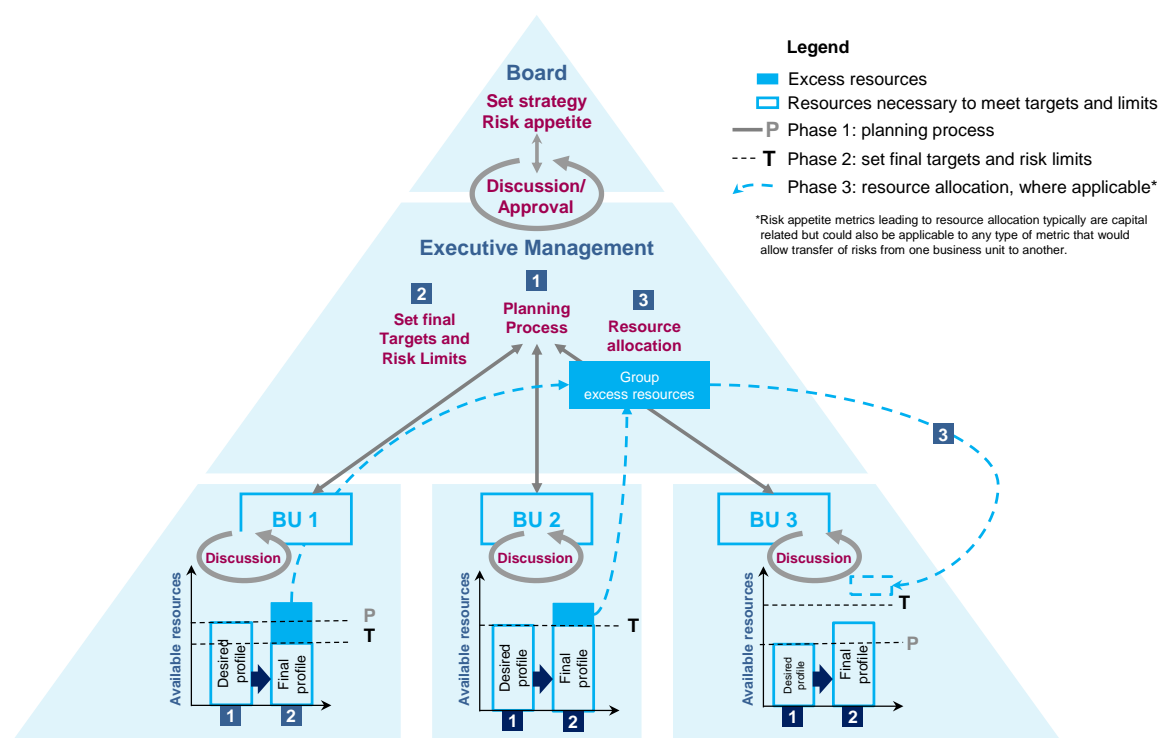 Board
Set strategy
Risk appetite
Discussion/
Approval
Executive Management
1
Planning
Process
2
Set final
Targets and
Risk Limits
3
Resource
allocation
Group
excess resources
3
Legend
Excess resources
Resources necessary to meet targets and limits
P Phase 1: planning process
T Phase 2: set final targets and risk limits
Phase 3: resource allocation, where applicable*
*Risk appetite metrics leading to resource allocation typically are capital
related but could also be applicable to any type of metric that would
allow transfer of risks from one business unit to another.
BU 1
Discussion
Available resources
P
T
Desired
profile
Final
profile
1
2
BU 2
Discussion
Available resources
T
Desired
profile
Final
profile
1
2
BU 3
Discussion
Available resources
T
P
Desired
profile
Final
profile
1
2